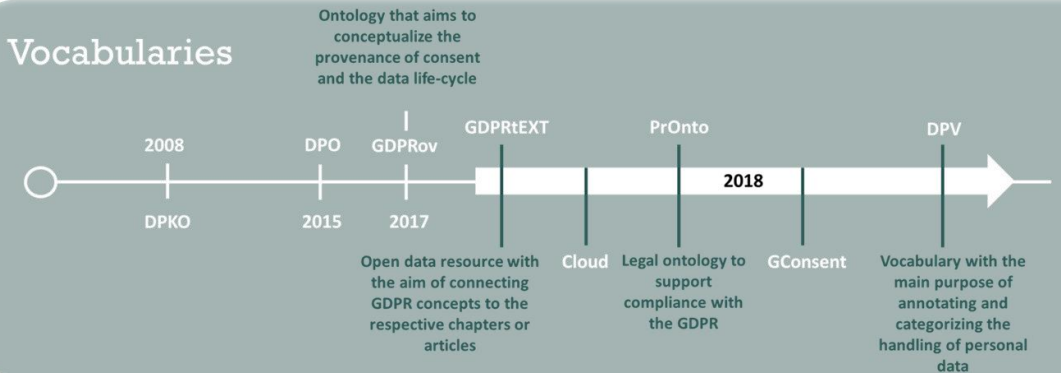 Vocabularies
Ontology that aims to
conceptualize the
provenance of consent
and the data life-cycle
2008
DPKO
DPO
2015
GDPRov
2017
GDPRtEXT
Open data resource with
the aim of connecting
GDPR concepts to the
respective chapters or
articles
Cloud
PrOnto
Legal ontology to
support
compliance with
the GDPR
2018
GConsent
DPV
Vocabulary with the
main purpose of
annotating and
categorizing the
handling of personal
data